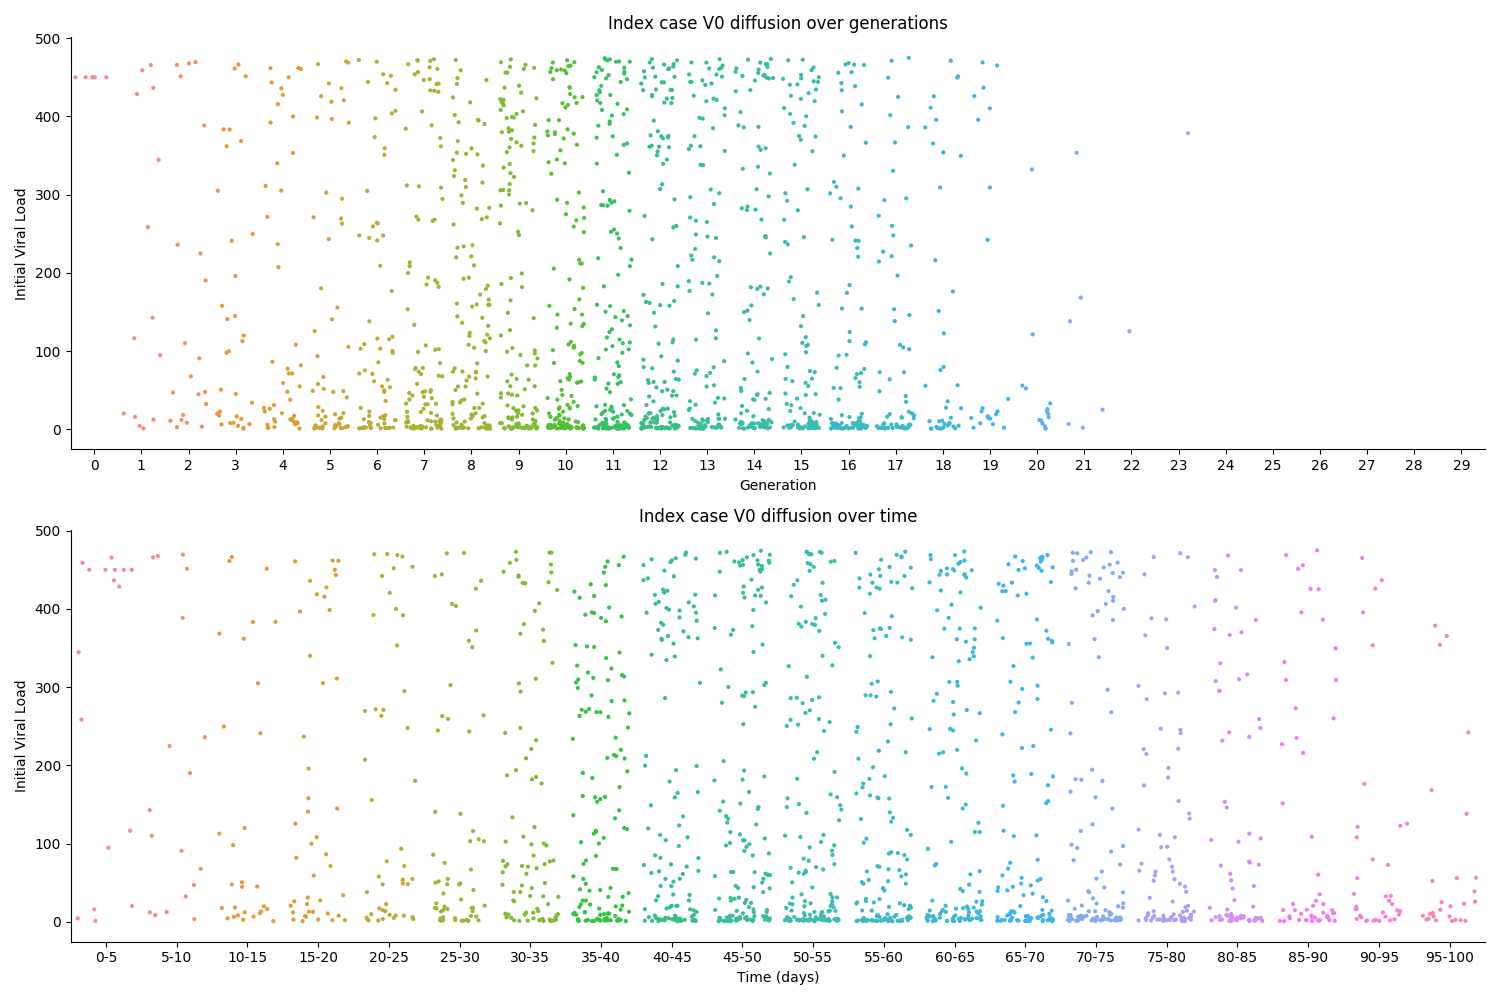 Index case V0 diffusion over generations
500
400
300
200
100
0
Initial Viral Load
0 1 2 3 4 5 6 7 8 9 10 11 12 13 14 15 16 17 18 19 20 21 22 23 24 25 26 27 28 29
Generation
Index case V0 diffusion over time
500
400
300
200
100
0
Initial Viral Load
0-5 5-10 10-15 15-20 20-25 25-30 30-35 35-40 40-45 45-50 50-55 55-60 60-65 65-70 70-75 75-80 80-85 85-90 90-95 95-100
Time (days)